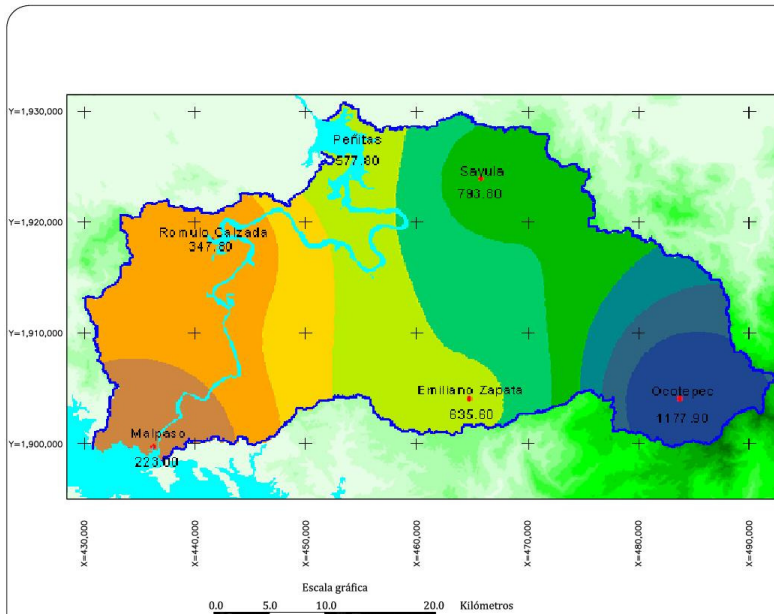 Y=1,930,000
Peñitas
577.80
Sayula
793.80
Y=1,920,000
Romulo Calzada
347.80
Y=1,910,000
Emiliano Zapata
635.80
Ocotepec
1177.90
Malpaso
223.00
Y=1,900,000
X=430,000
X=440,000
X=450,000
X=460,000
X=470,000
X=480,000
X=490,000
Escala gráfica
0.0 5.0 10.0 20.0 Kilómetros